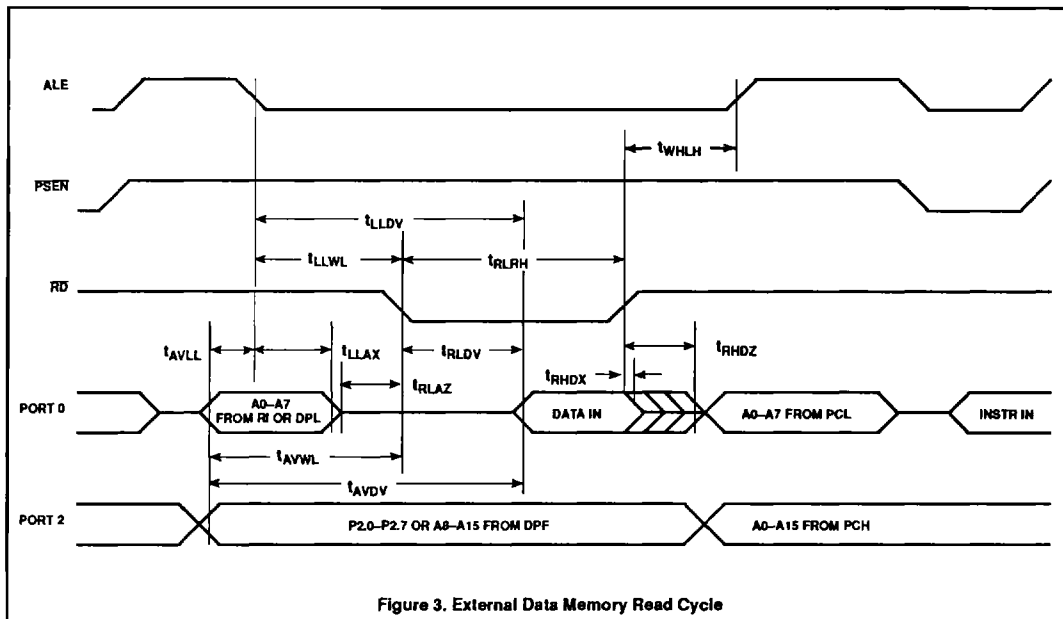 ALE
tWHLH
PSEN
tLLDV
tLLWL
tRLRH
RD
tAVLL
tLLAX
tRLDV
tRHDZ
tRLAZ
tRHDX
PORT 0
A0–A7
FROM RI OR DPL
DATA IN
A0–A7 FROM PCL
INSTR IN
tAVWL
tAVDV
PORT 2
P2.0–P2.7 OR A8–A15 FROM DPF
A0–A15 FROM PCH
Figure 3. External Data Memory Read Cycle